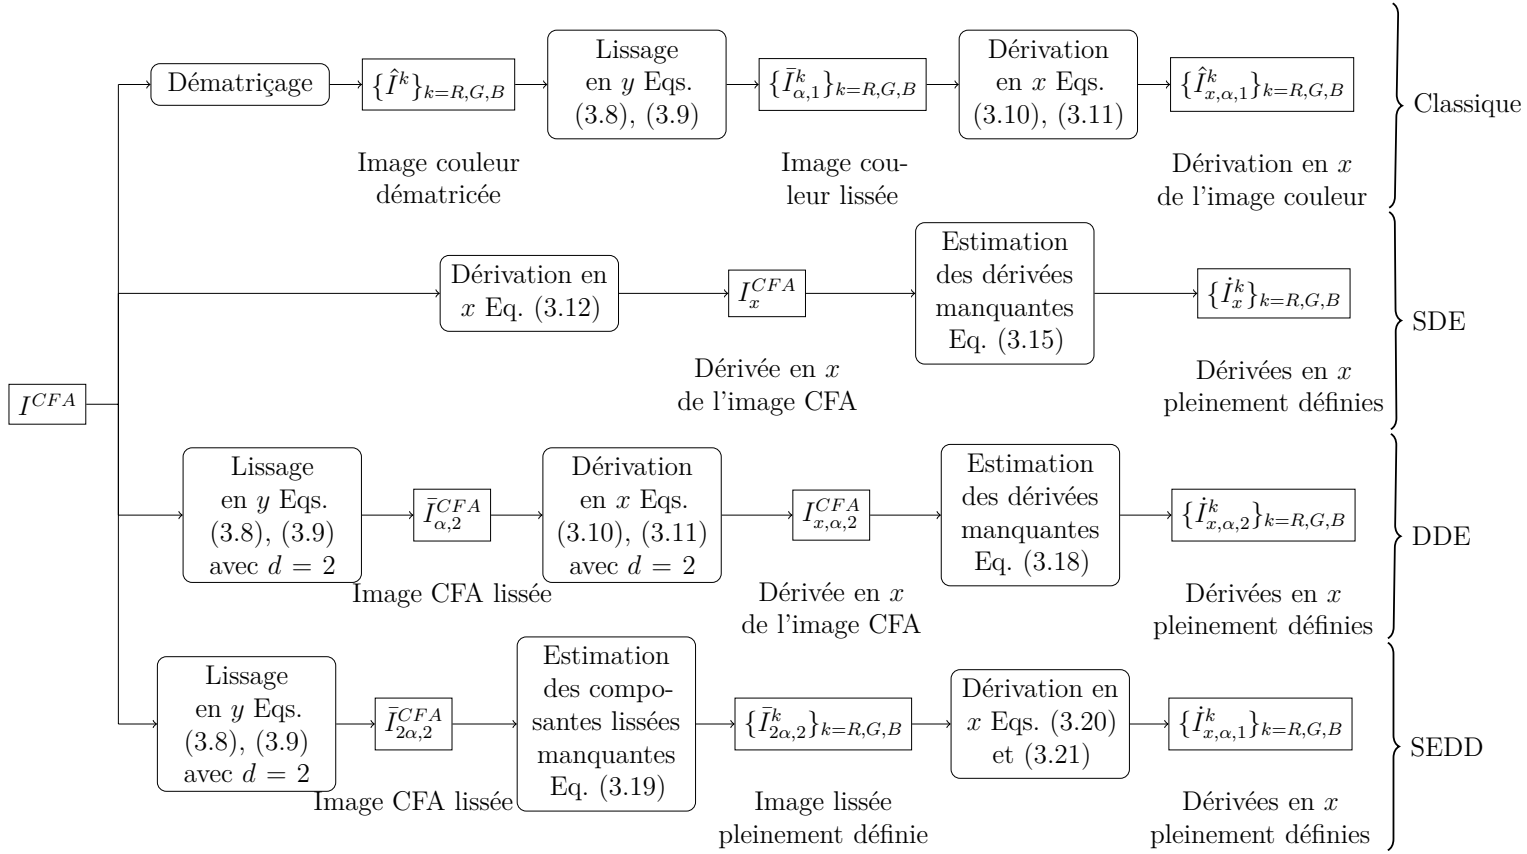 Dématriçage
{Î^k}_{k=R,G,B}
Lissage
en y Eqs.
(3.8), (3.9)
{Ī^k_{α,1}}_{k=R,G,B}
Dérivation
en x Eqs.
(3.10), (3.11)
{Î^k_{x,α,1}}_{k=R,G,B}
Classique
Image couleur
dématricée
Image cou-
leur lissée
Dérivation en x
de l'image couleur
Dérivation en
x Eq. (3.12)
I_x^{CFA}
Estimation
des dérivées
manquantes
Eq. (3.15)
{İ_x^k}_{k=R,G,B}
SDE
Dérivée en x
de l'image CFA
Dérivées en x
pleinement définies
I^{CFA}
Lissage
en y Eqs.
(3.8), (3.9)
avec d = 2
Ī^{CFA}_{α,2}
Dérivation
en x Eqs.
(3.10), (3.11)
avec d = 2
I^{CFA}_{x,α,2}
Estimation
des dérivées
manquantes
Eq. (3.18)
{İ^k_{x,α,2}}_{k=R,G,B}
DDE
Image CFA lissée
Dérivée en x
de l'image CFA
Dérivées en x
pleinement définies
Lissage
en y Eqs.
(3.8), (3.9)
avec d = 2
Ī^{CFA}_{2α,2}
Estimation
des compo-
santes lissées
manquantes
Eq. (3.19)
{Ī^k_{2α,2}}_{k=R,G,B}
Dérivation en
x Eqs. (3.20)
et (3.21)
{İ^k_{x,α,1}}_{k=R,G,B}
SEDD
Image CFA lissée
Image lissée
pleinement définie
Dérivées en x
pleinement définies